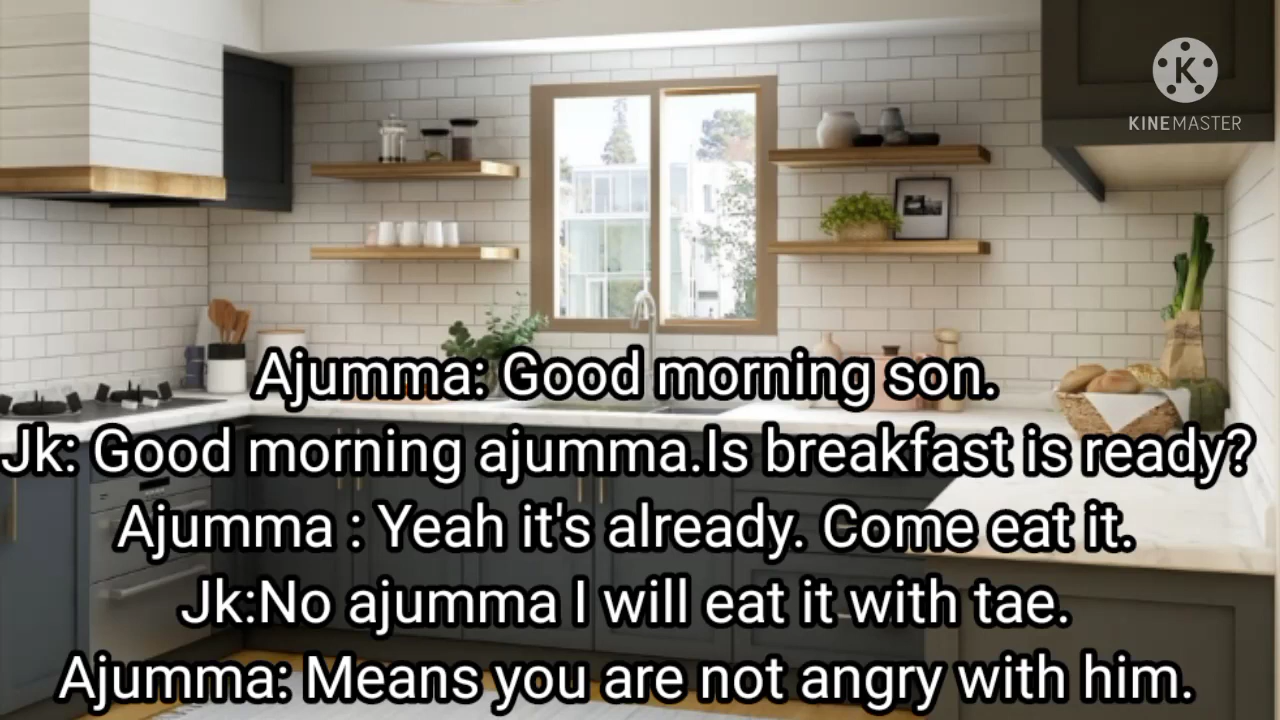 KINEMASTER
Ajumma: Good morning son.
Jk: Good morning ajumma.Is breakfast is ready?
Ajumma : Yeah it's already. Come eat it.
Jk:No ajumma I will eat it with tae.
Ajumma: Means you are not angry with him.